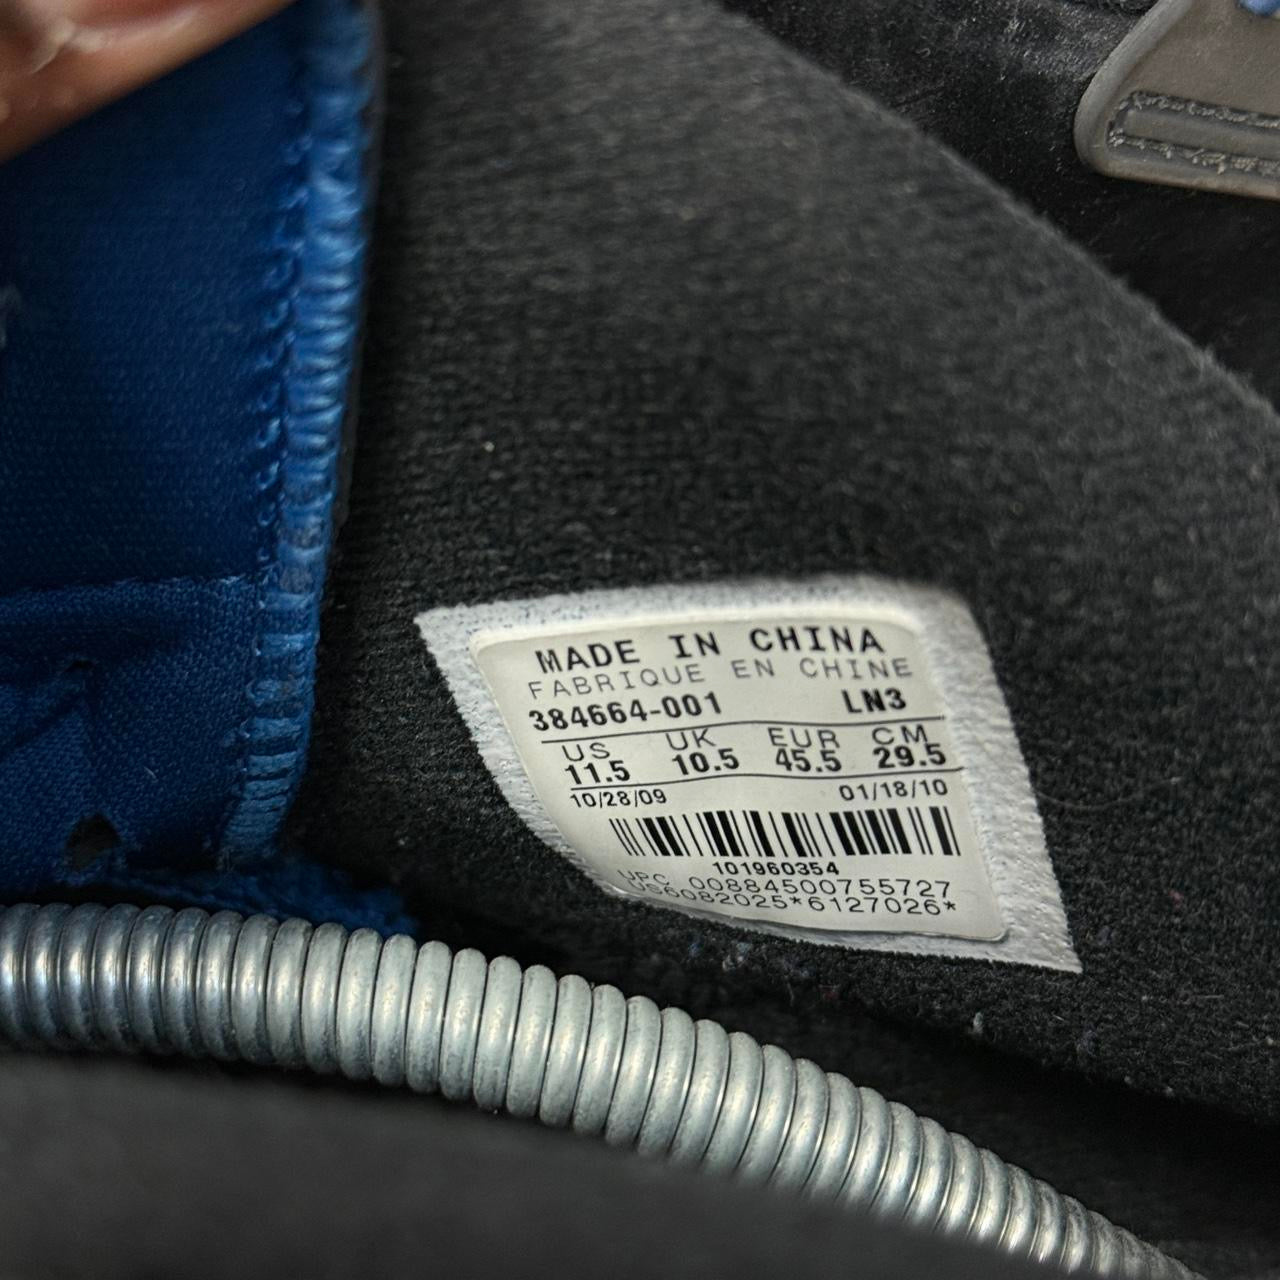 MADE IN CHINA
FABRIQUE EN CHINE
384664-001 LN3
US UK EUR CM
11.5 10.5 45.5 29.5
10/28/09 01/18/10
101960354
UPC 00884500755727
US6082025*6127026*